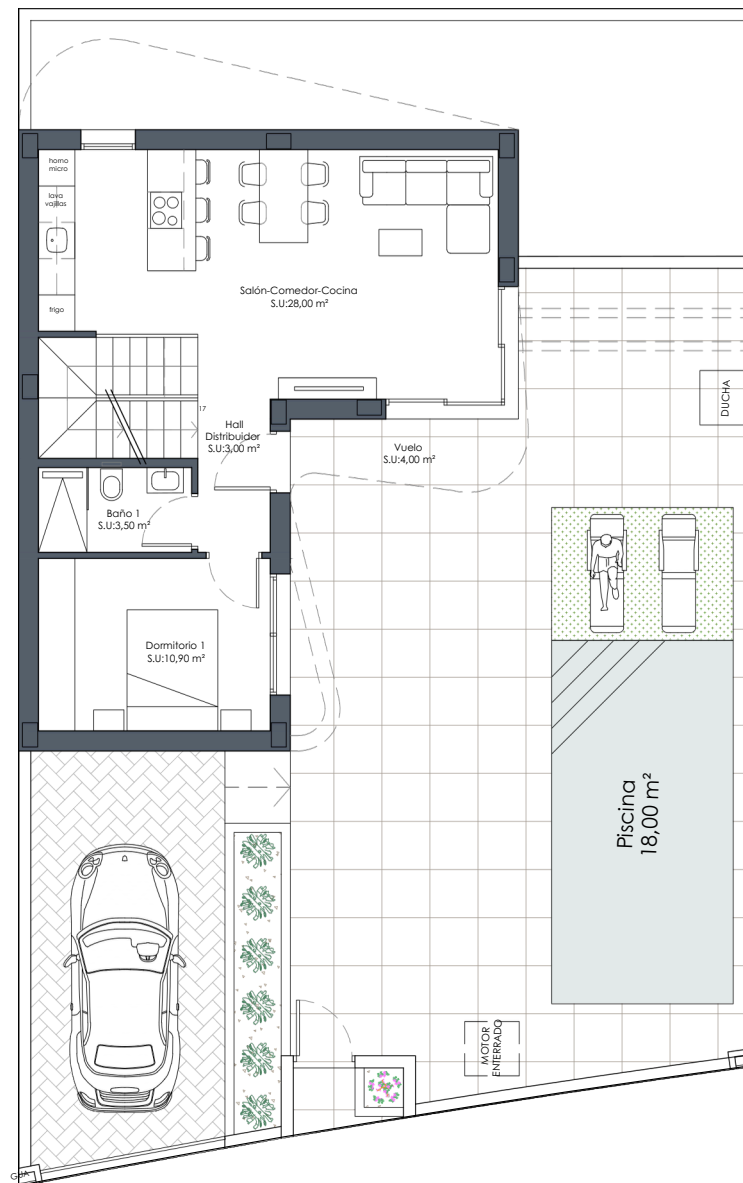 horno
micro
lava
vajillas
frigo
Salón-Comedor-Cocina
S.U:28,00 m²
17
Hall
Distribuidor
S.U:3,00 m²
Vuelo
S.U:4,00 m²
DUCHA
Baño 1
S.U:3,50 m²
Dormitorio 1
S.U:10,90 m²
Piscina
18,00 m²
MOTOR
ENTERRADO